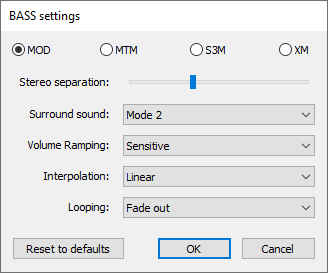 BASS settings
MOD MTM S3M XM
Stereo separation:
Surround sound: Mode 2
Volume Ramping: Sensitive
Interpolation: Linear
Looping: Fade out
Reset to defaults OK Cancel